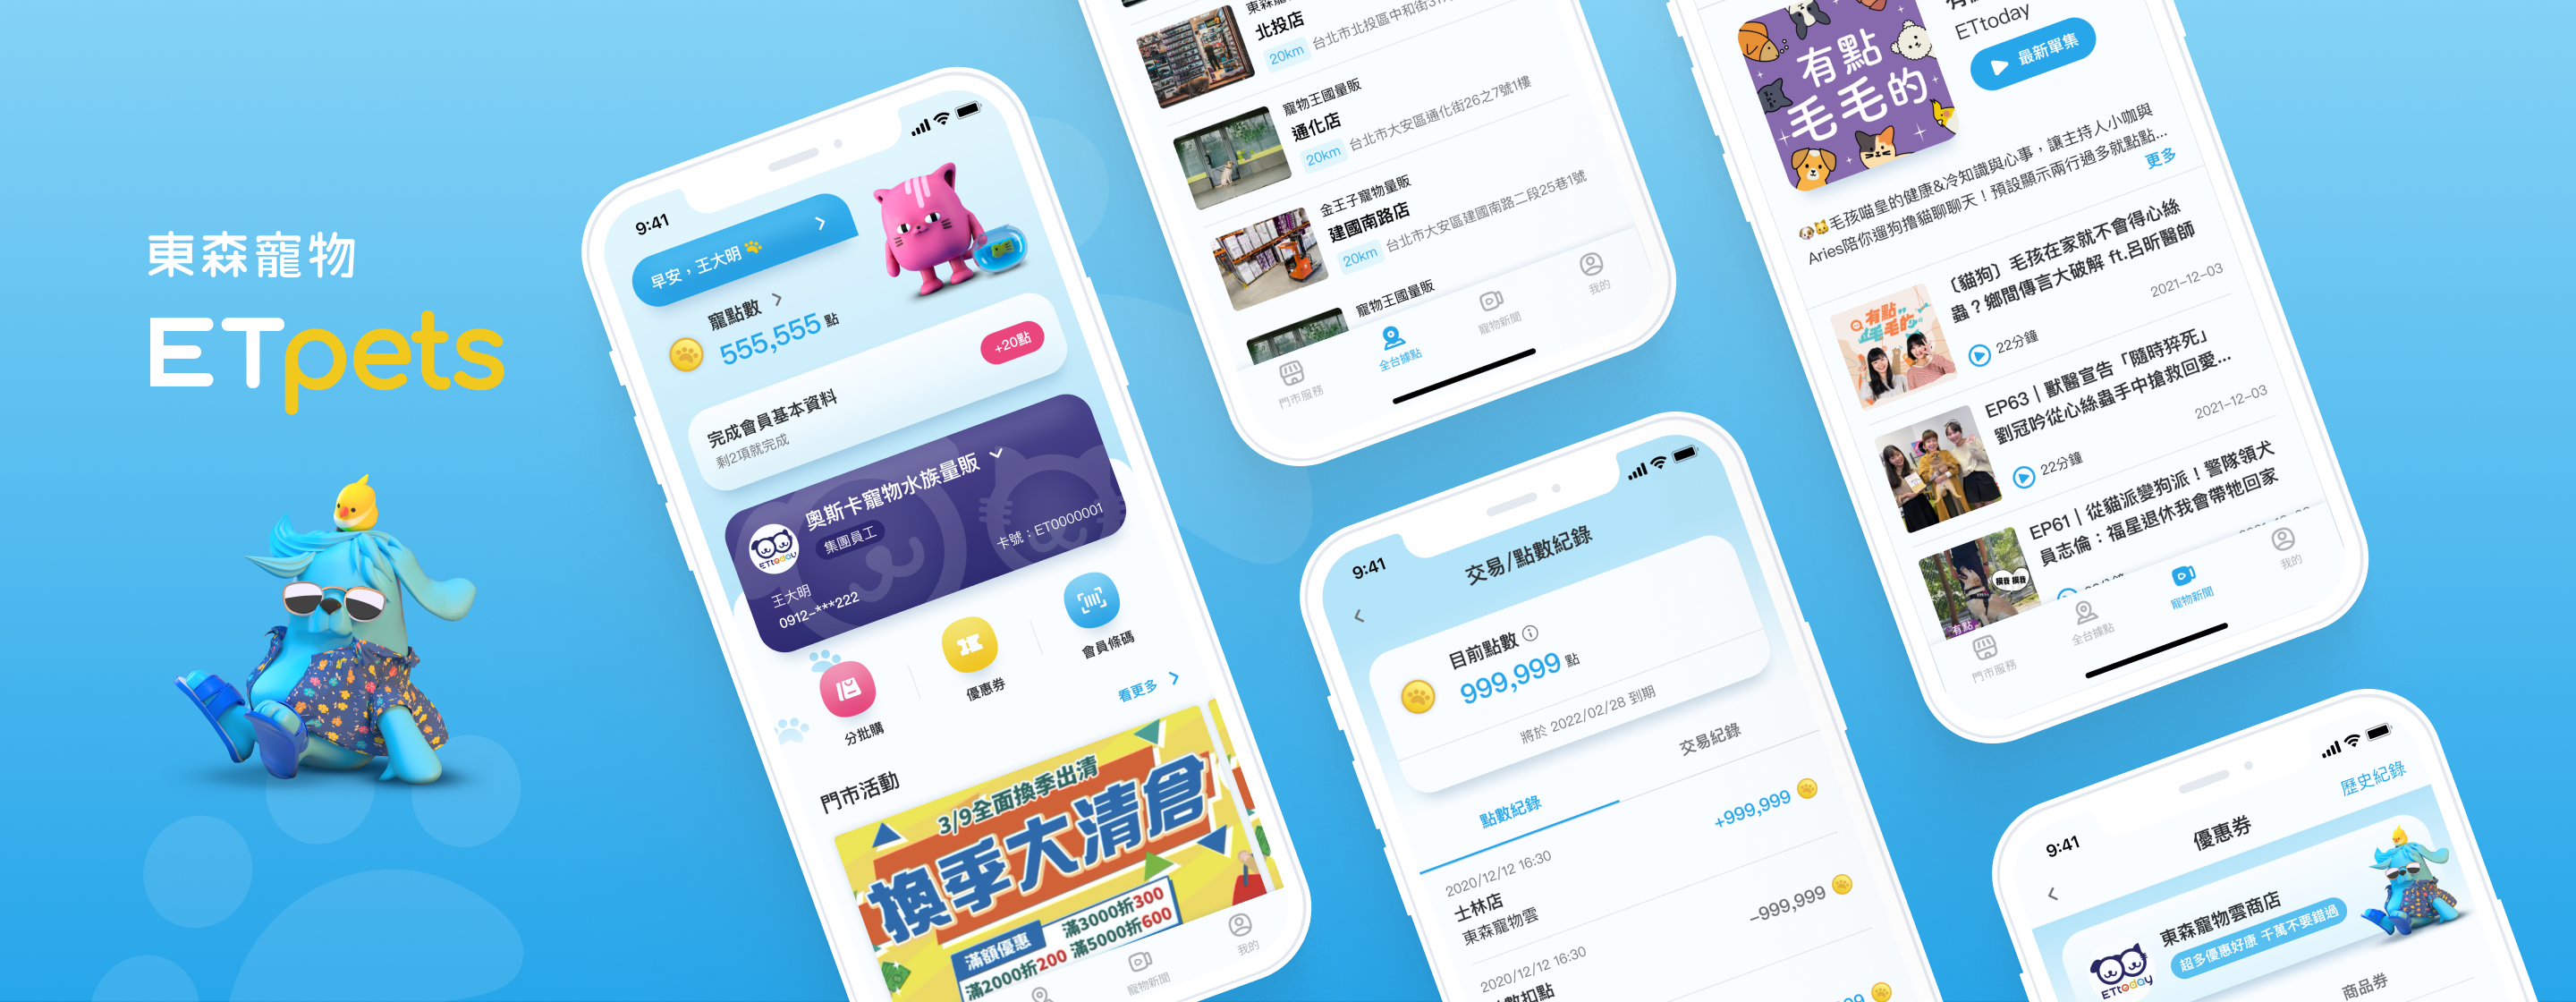 東森寵物
ETpets
9:41
早安，王大明
寵點數
555,555 點
完成會員基本資料
剩2項就完成
+20點
奧斯卡寵物水族量販
集團員工
ETtoday
卡號：ET0000001
王大明
0912-***222
分批購
優惠券
會員條碼
看更多
門市活動
3/9全面換季出清
換季大清倉
滿額優惠
滿3000折300
滿2000折200 滿5000折600
寵物新聞
我的
北投店
20km
寵物王國量販
通化店
20km 台北市大安區通化街26之7號1樓
金王子寵物量販
建國南路店
20km 台北市大安區建國南路二段25巷1號
寵物王國量販
門市服務
全台據點
寵物新聞
我的
9:41
交易/點數紀錄
目前點數
999,999 點
將於 2022/02/28 到期
點數紀錄
交易紀錄
2020/12/12 16:30
士林店
東森寵物雲
+999,999
2020/12/12 16:30
-999,999
ETtoday
最新單集
有點
毛毛的
毛孩喵皇的健康&冷知識與心事，讓主持人小咖與
Aries陪你遛狗擼貓聊聊天！預設顯示兩行過多就點點...
更多
〔貓狗〕毛孩在家就不會得心絲
蟲？鄉間傳言大破解 ft.呂昕醫師
22分鐘
2021-12-03
EP63｜獸醫宣告「隨時猝死」
劉冠吟從心絲蟲手中搶救回愛...
22分鐘
2021-12-03
EP61｜從貓派變狗派！警隊領犬
員志倫：福星退休我會帶牠回家
門市服務
全台據點
寵物新聞
我的
9:41
優惠券
歷史紀錄
東森寵物雲商店
超多優惠好康 千萬不要錯過
ETtoday
商品券